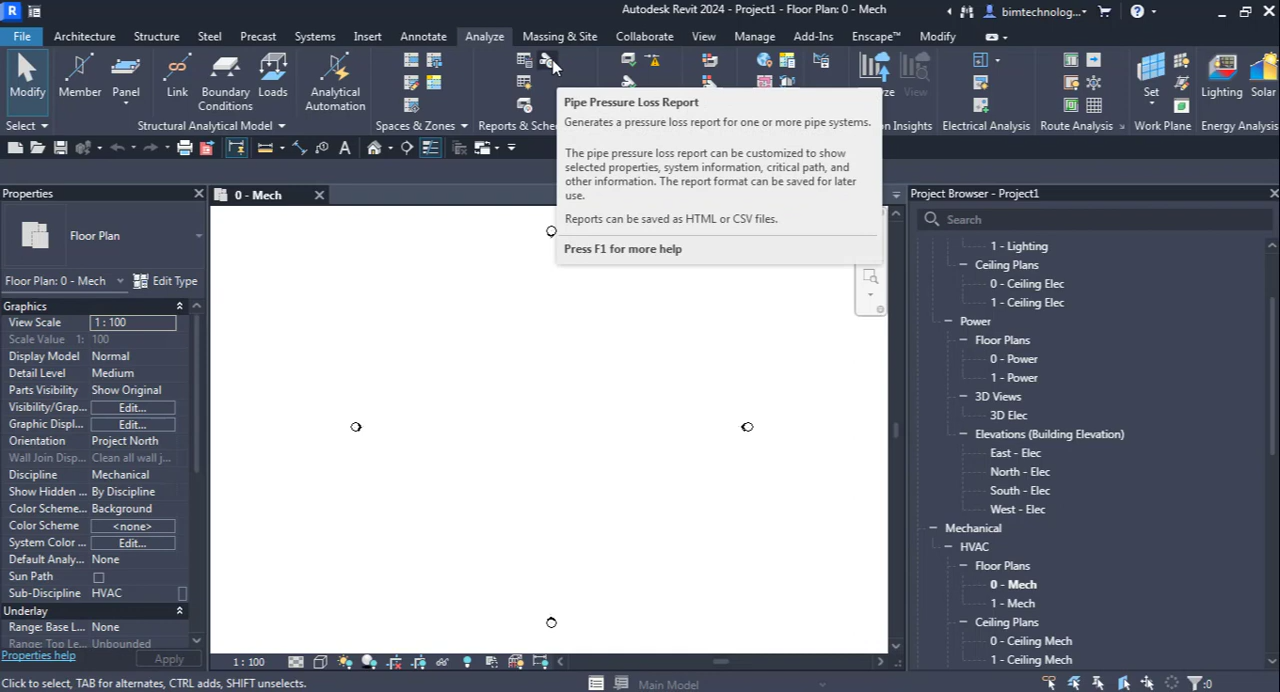 Autodesk Revit 2024 - Project1 - Floor Plan: 0 - Mech
bimtechnolog...
File
Architecture
Structure
Steel
Precast
Systems
Insert
Annotate
Analyze
Massing & Site
Collaborate
View
Manage
Add-Ins
Enscape™
Modify
Modify
Member
Panel
Link
Boundary
Conditions
Loads
Analytical
Automation
View
Set
Lighting
Solar
Select
Structural Analytical Model
Spaces & Zones
Reports & Sche
n Insights
Electrical Analysis
Route Analysis
Work Plane
Energy Analysis
Pipe Pressure Loss Report
Generates a pressure loss report for one or more pipe systems.
The pipe pressure loss report can be customized to show
selected properties, system information, critical path, and
other information. The report format can be saved for later
use.
Reports can be saved as HTML or CSV files.
Press F1 for more help
Properties
Floor Plan
Floor Plan: 0 - Mech
Edit Type
Graphics
View Scale 1 : 100
Scale Value 1: 100
Display Model Normal
Detail Level Medium
Parts Visibility Show Original
Visibility/Grap... Edit...
Graphic Displ... Edit...
Orientation Project North
Wall Join Disp... Clean all wall j...
Discipline Mechanical
Show Hidden ... By Discipline
Color Scheme... Background
Color Scheme <none>
System Color ... Edit...
Default Analy... None
Sun Path
Sub-Discipline HVAC
Underlay
Range: Base L... None
Range: Top Le... Unbounded
Properties help
Apply
0 - Mech
1 : 100
Project Browser - Project1
Search
1 - Lighting
Ceiling Plans
0 - Ceiling Elec
1 - Ceiling Elec
Power
Floor Plans
0 - Power
1 - Power
3D Views
3D Elec
Elevations (Building Elevation)
East - Elec
North - Elec
South - Elec
West - Elec
Mechanical
HVAC
Floor Plans
0 - Mech
1 - Mech
Ceiling Plans
0 - Ceiling Mech
1 - Ceiling Mech
Click to select, TAB for alternates, CTRL adds, SHIFT unselects.
Main Model
:0